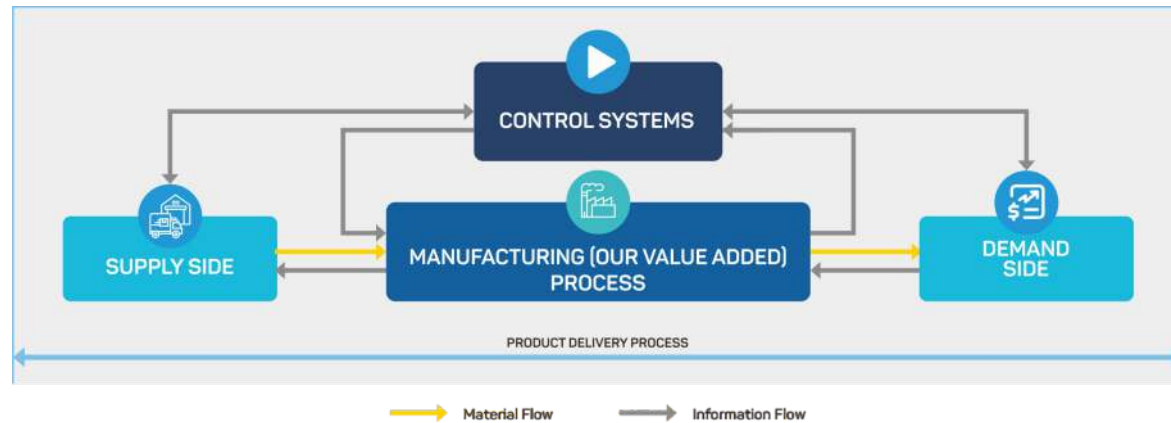 CONTROL SYSTEMS
SUPPLY SIDE
MANUFACTURING (OUR VALUE ADDED)
PROCESS
DEMAND
SIDE
PRODUCT DELIVERY PROCESS
Material Flow
Information Flow